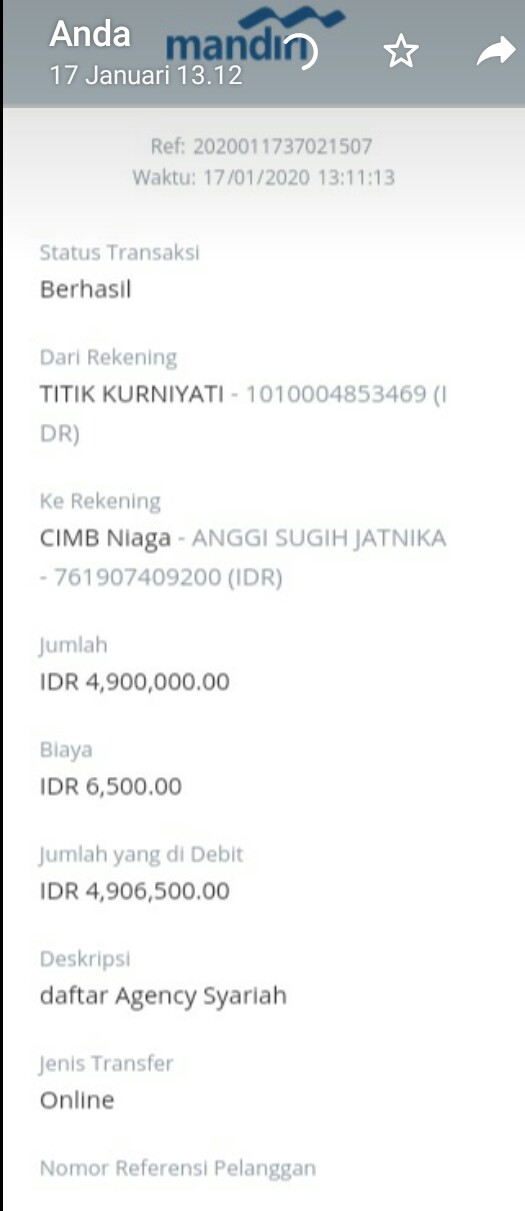 Anda
mandiri
17 Januari 13.12
Ref: 2020011737021507
Waktu: 17/01/2020 13:11:13
Status Transaksi
Berhasil
Dari Rekening
TITIK KURNIYATI - 1010004853469 (I
DR)
Ke Rekening
CIMB Niaga - ANGGI SUGIH JATNIKA
- 761907409200 (IDR)
Jumlah
IDR 4,900,000.00
Biaya
IDR 6,500.00
Jumlah yang di Debit
IDR 4,906,500.00
Deskripsi
daftar Agency Syariah
Jenis Transfer
Online
Nomor Referensi Pelanggan